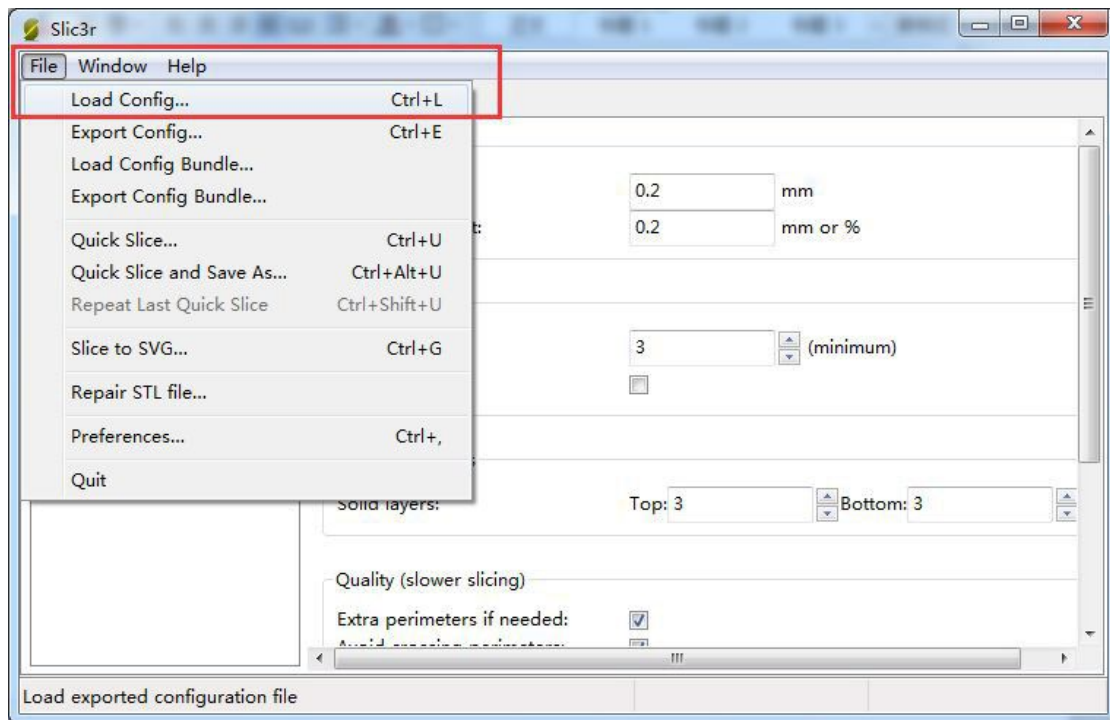 Slic3r
File Window Help
Load Config... Ctrl+L
Export Config... Ctrl+E
Load Config Bundle...
Export Config Bundle...
0.2 mm
t: 0.2 mm or %
Quick Slice... Ctrl+U
Quick Slice and Save As... Ctrl+Alt+U
Repeat Last Quick Slice Ctrl+Shift+U
Slice to SVG... Ctrl+G
3 (minimum)
Repair STL file...
Preferences... Ctrl+,
Quit
Solid layers: Top: 3 Bottom: 3
Quality (slower slicing)
Extra perimeters if needed:
Avoid crossing perimeters:
Load exported configuration file